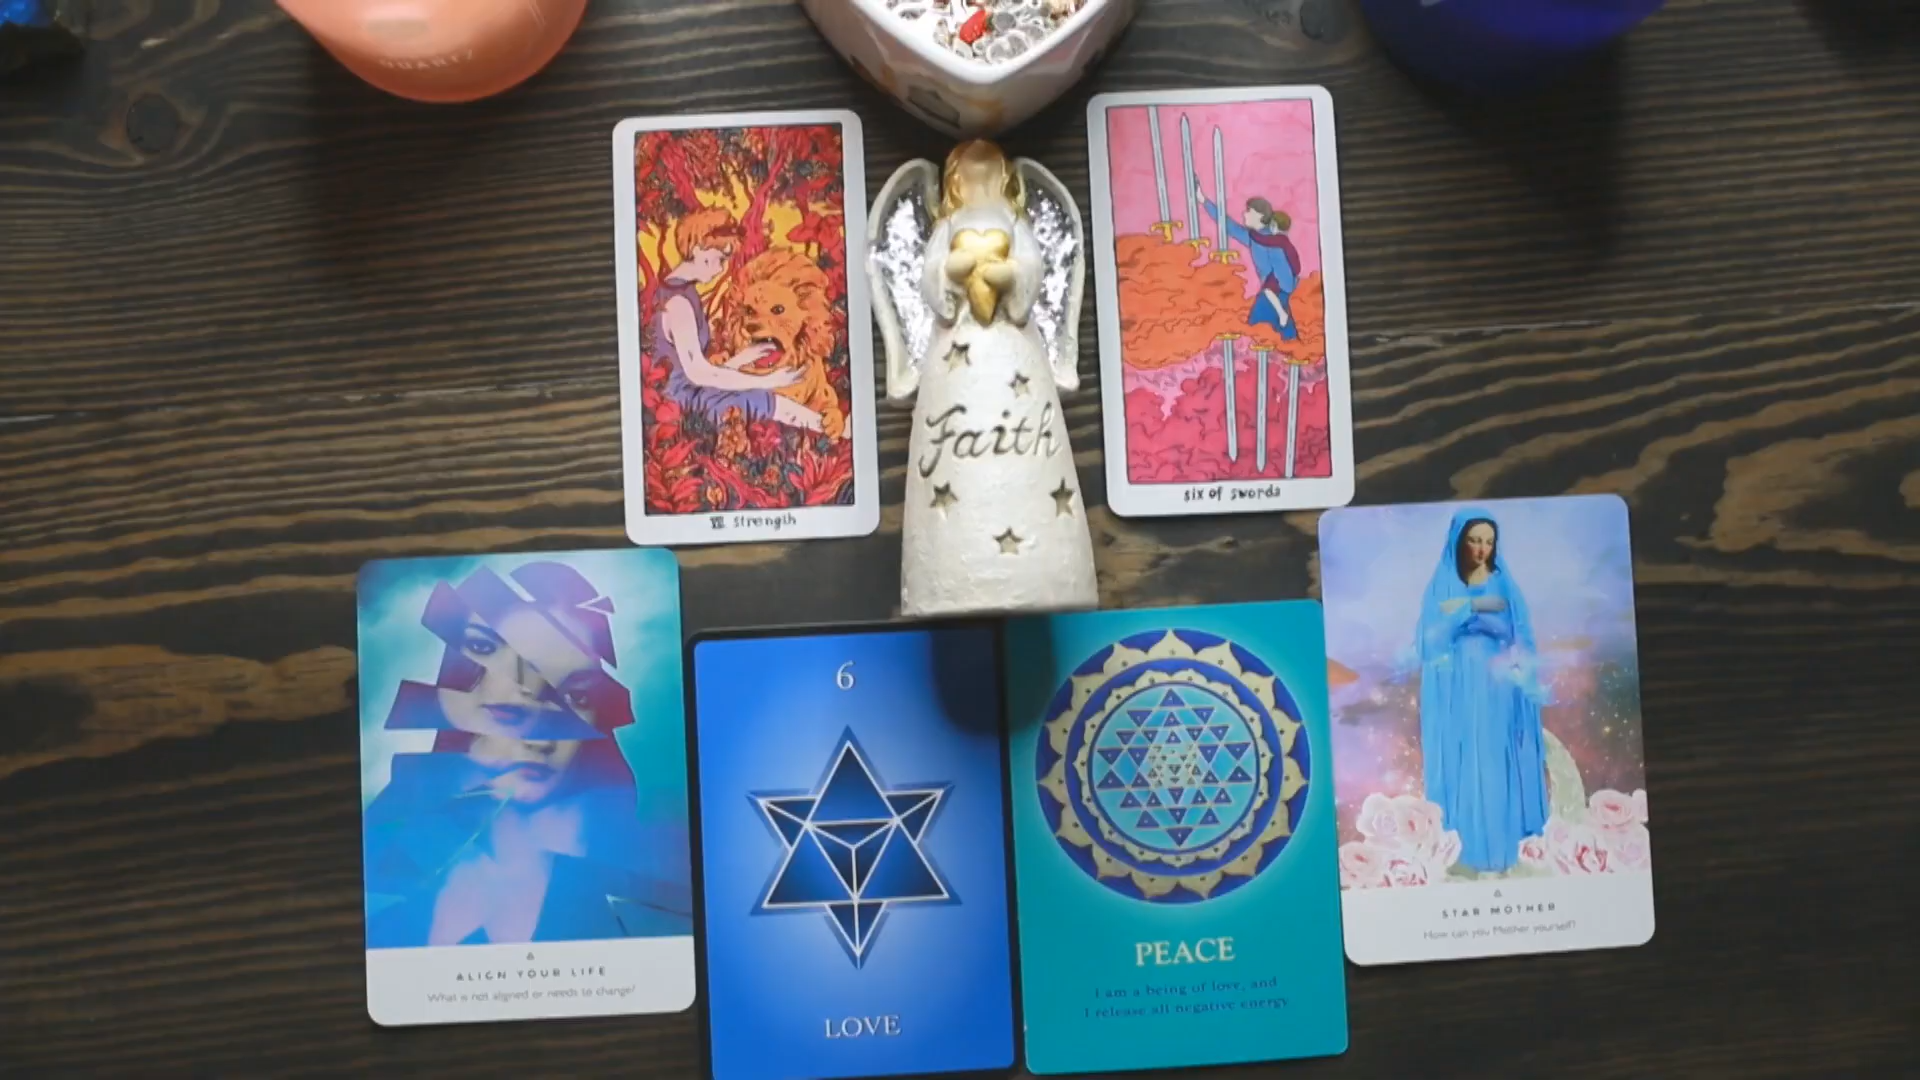 QUARTZ
VIII strength
Faith
six of swords
ALIGN YOUR LIFE
What is not aligned or needs to change?
6
LOVE
PEACE
I am a being of love, and
I release all negative energy
STAR MOTHER
How can you Mother yourself?